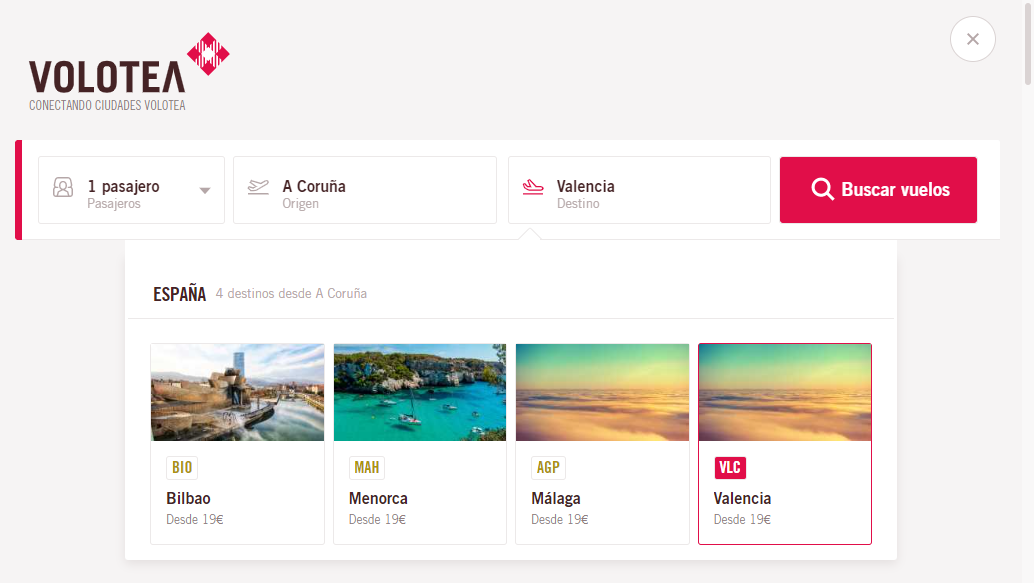 VOLOTEA
CONECTANDO CIUDADES VOLOTEA
1 pasajero
Pasajeros
A Coruña
Origen
Valencia
Destino
Buscar vuelos
ESPAÑA 4 destinos desde A Coruña
BIO
Bilbao
Desde 19€
MAH
Menorca
Desde 19€
AGP
Málaga
Desde 19€
VLC
Valencia
Desde 19€